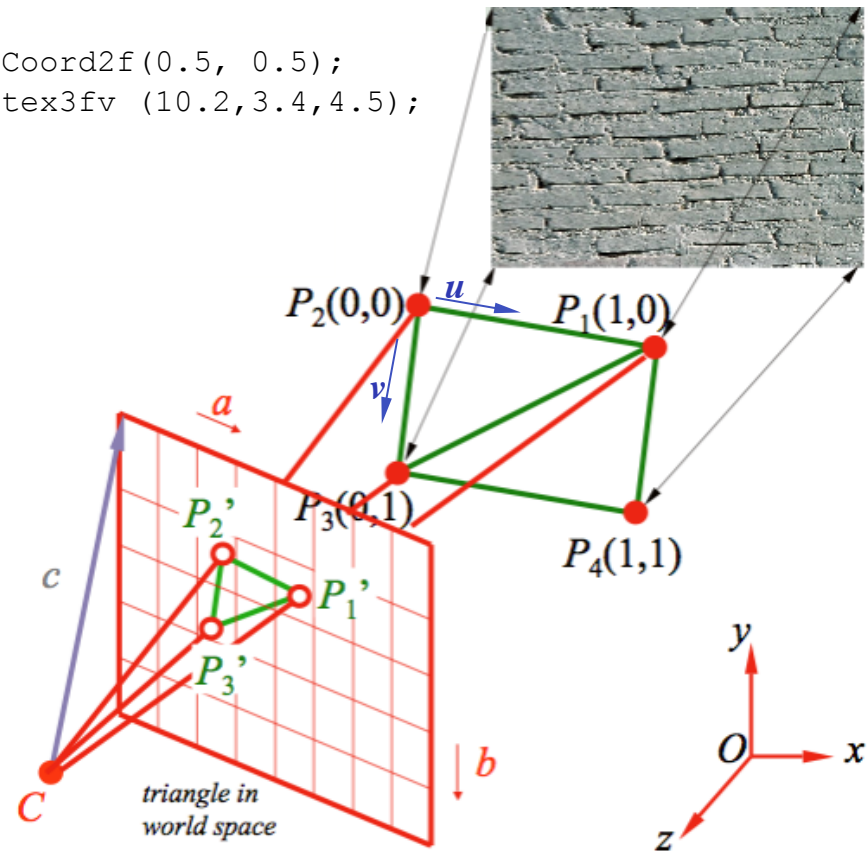 Coord2f(0.5, 0.5);
tex3fv (10.2,3.4,4.5);
P2(0,0)
u
P1(1,0)
v
a
P3(0,1)
P2’
P4(1,1)
c
P1’
P3’
y
b
O
x
C
triangle in
world space
z